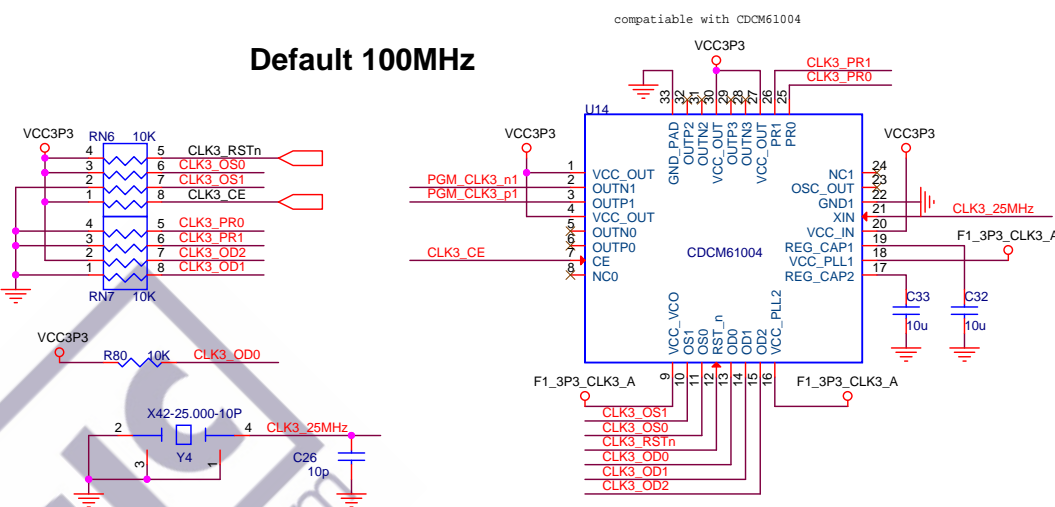 compatiable with CDCM61004
Default 100MHz
VCC3P3
RN6 10K
4 5 CLK3_RSTn
3 6 CLK3_OS0
2 7 CLK3_OS1
1 8 CLK3_CE
4 5 CLK3_PR0
3 6 CLK3_PR1
2 7 CLK3_OD2
1 8 CLK3_OD1
RN7 10K
VCC3P3
R80 10K CLK3_OD0
X42-25.000-10P
2 4 CLK3_25MHz
Y4
3 1
C26
10p
VCC3P3
CLK3_PR1
CLK3_PR0
33 32 31 30 29 28 27 26 25
U14
GND_PAD OUTP2 OUTN2 VCC_OUT OUTP3 OUTN3 VCC_OUT PR1 PR0
VCC3P3
1 VCC_OUT
PGM_CLK3_n1 2 OUTN1
PGM_CLK3_p1 3 OUTP1
4 VCC_OUT
5 OUTN0
6 OUTP0
CLK3_CE 7 CE
8 NC0
CDCM61004
VCC3P3
NC1 24
OSC_OUT 23
GND1 22
XIN 21 CLK3_25MHz
VCC_IN 20
REG_CAP1 19
VCC_PLL1 18 F1_3P3_CLK3_A
REG_CAP2 17
C33
10u
C32
10u
VCC_VCO OS1 OS0 RST_n OD0 OD1 OD2 VCC_PLL2
9 10 11 12 13 14 15 16
F1_3P3_CLK3_A
F1_3P3_CLK3_A
CLK3_OS1
CLK3_OS0
CLK3_RSTn
CLK3_OD0
CLK3_OD1
CLK3_OD2